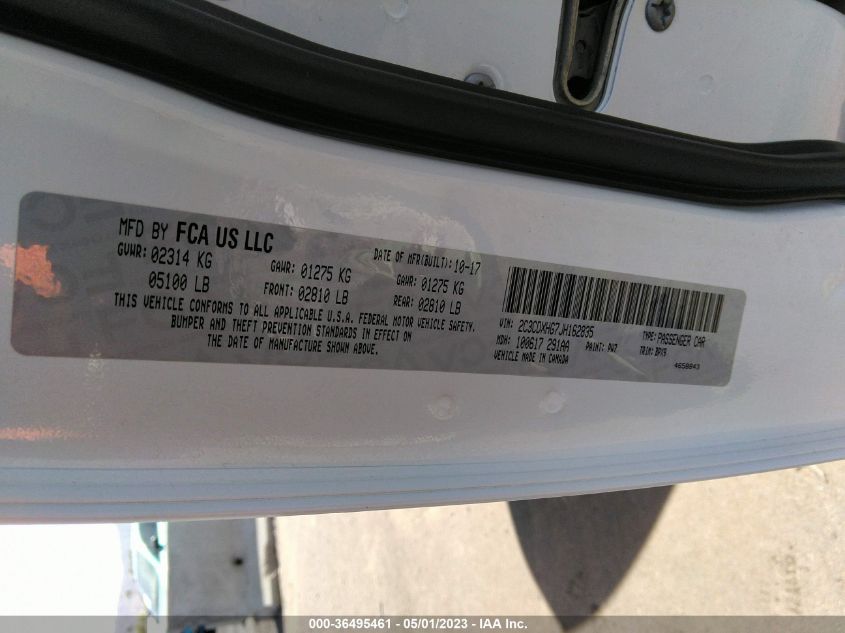 MFD BY FCA US LLC
DATE OF MFR(BUILT): 10-17
GVWR: 02314 KG
GAWR: 01275 KG
GAWR: 01275 KG
05100 LB
FRONT: 02810 LB
REAR: 02810 LB
THIS VEHICLE CONFORMS TO ALL APPLICABLE U.S.A. FEDERAL MOTOR VEHICLE SAFETY,
BUMPER AND THEFT PREVENTION STANDARDS IN EFFECT ON
THE DATE OF MANUFACTURE SHOWN ABOVE.
VIN: 2C3CDXHG7JH162835
TYPE: PASSENGER CAR
MDH: 100617 291AA
PAINT: PW7
TRIM: BPX9
VEHICLE MADE IN CANADA
4658843
000-36495461 - 05/01/2023 - IAA Inc.